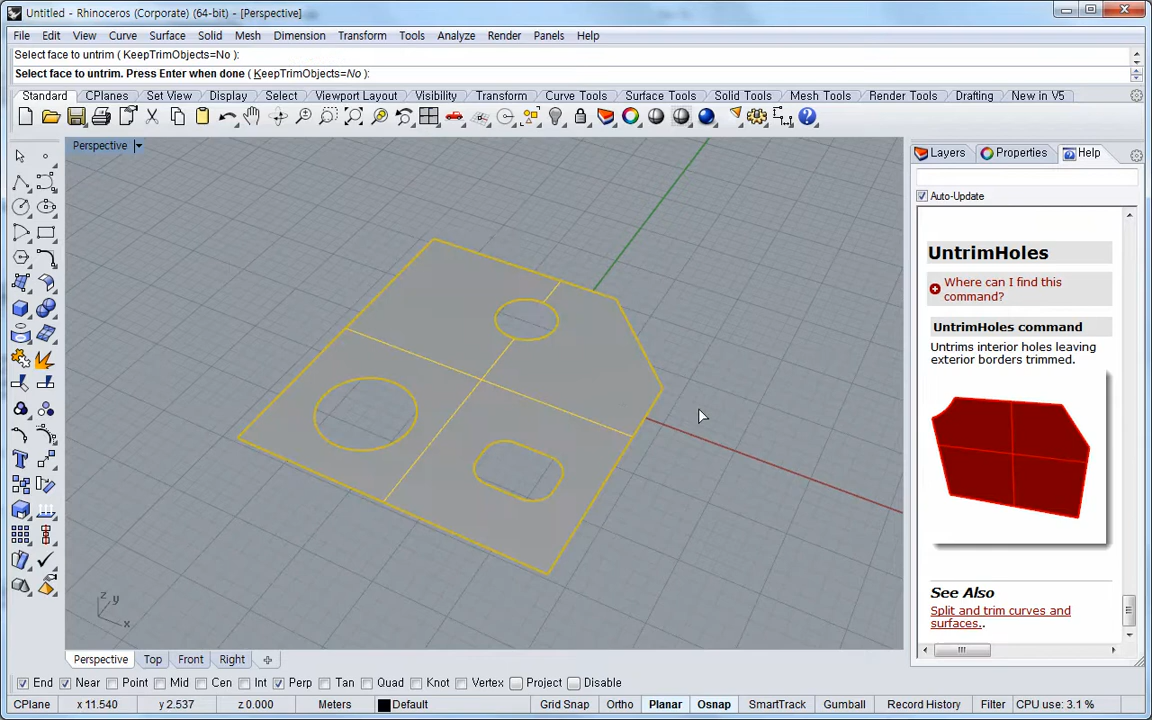 Untitled - Rhinoceros (Corporate) (64-bit) - [Perspective]
File Edit View Curve Surface Solid Mesh Dimension Transform Tools Analyze Render Panels Help
Select face to untrim ( KeepTrimObjects=No ):
Select face to untrim. Press Enter when done ( KeepTrimObjects=No ):
Standard CPlanes Set View Display Select Viewport Layout Visibility Transform Curve Tools Surface Tools Solid Tools Mesh Tools Render Tools Drafting New in V5
Perspective
Layers Properties Help
Auto-Update
UntrimHoles
Where can I find this
command?
UntrimHoles command
Untrims interior holes leaving
exterior borders trimmed.
See Also
Split and trim curves and
surfaces..
z y
x
Perspective Top Front Right
End Near Point Mid Cen Int Perp Tan Quad Knot Vertex Project Disable
CPlane x 11.540 y 2.537 z 0.000 Meters Default Grid Snap Ortho Planar Osnap SmartTrack Gumball Record History Filter CPU use: 3.1 %